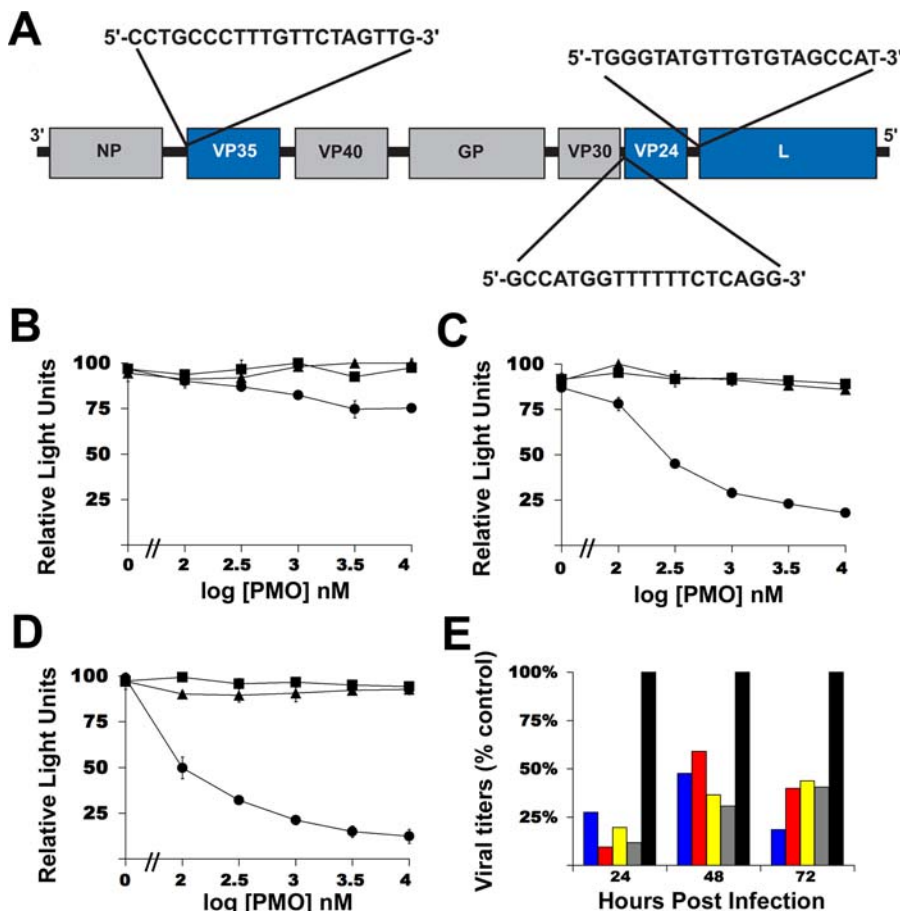 A
5'-CCTGCCCTTTGTTCTAGTTG-3'
5'-TGGGTATGTTGTGTAGCCAT-3'
3'
NP
VP35
VP40
GP
VP30
VP24
L
5'
5'-GCCATGGTTTTTTCTCAGG-3'
B
Relative Light Units
100
75
50
25
0 // 2 2.5 3 3.5 4
log [PMO] nM
C
Relative Light Units
100
75
50
25
0 // 2 2.5 3 3.5 4
log [PMO] nM
D
Relative Light Units
100
75
50
25
0 // 2 2.5 3 3.5 4
log [PMO] nM
E
Viral titers (% control)
100%
75%
50%
25%
24 48 72
Hours Post Infection